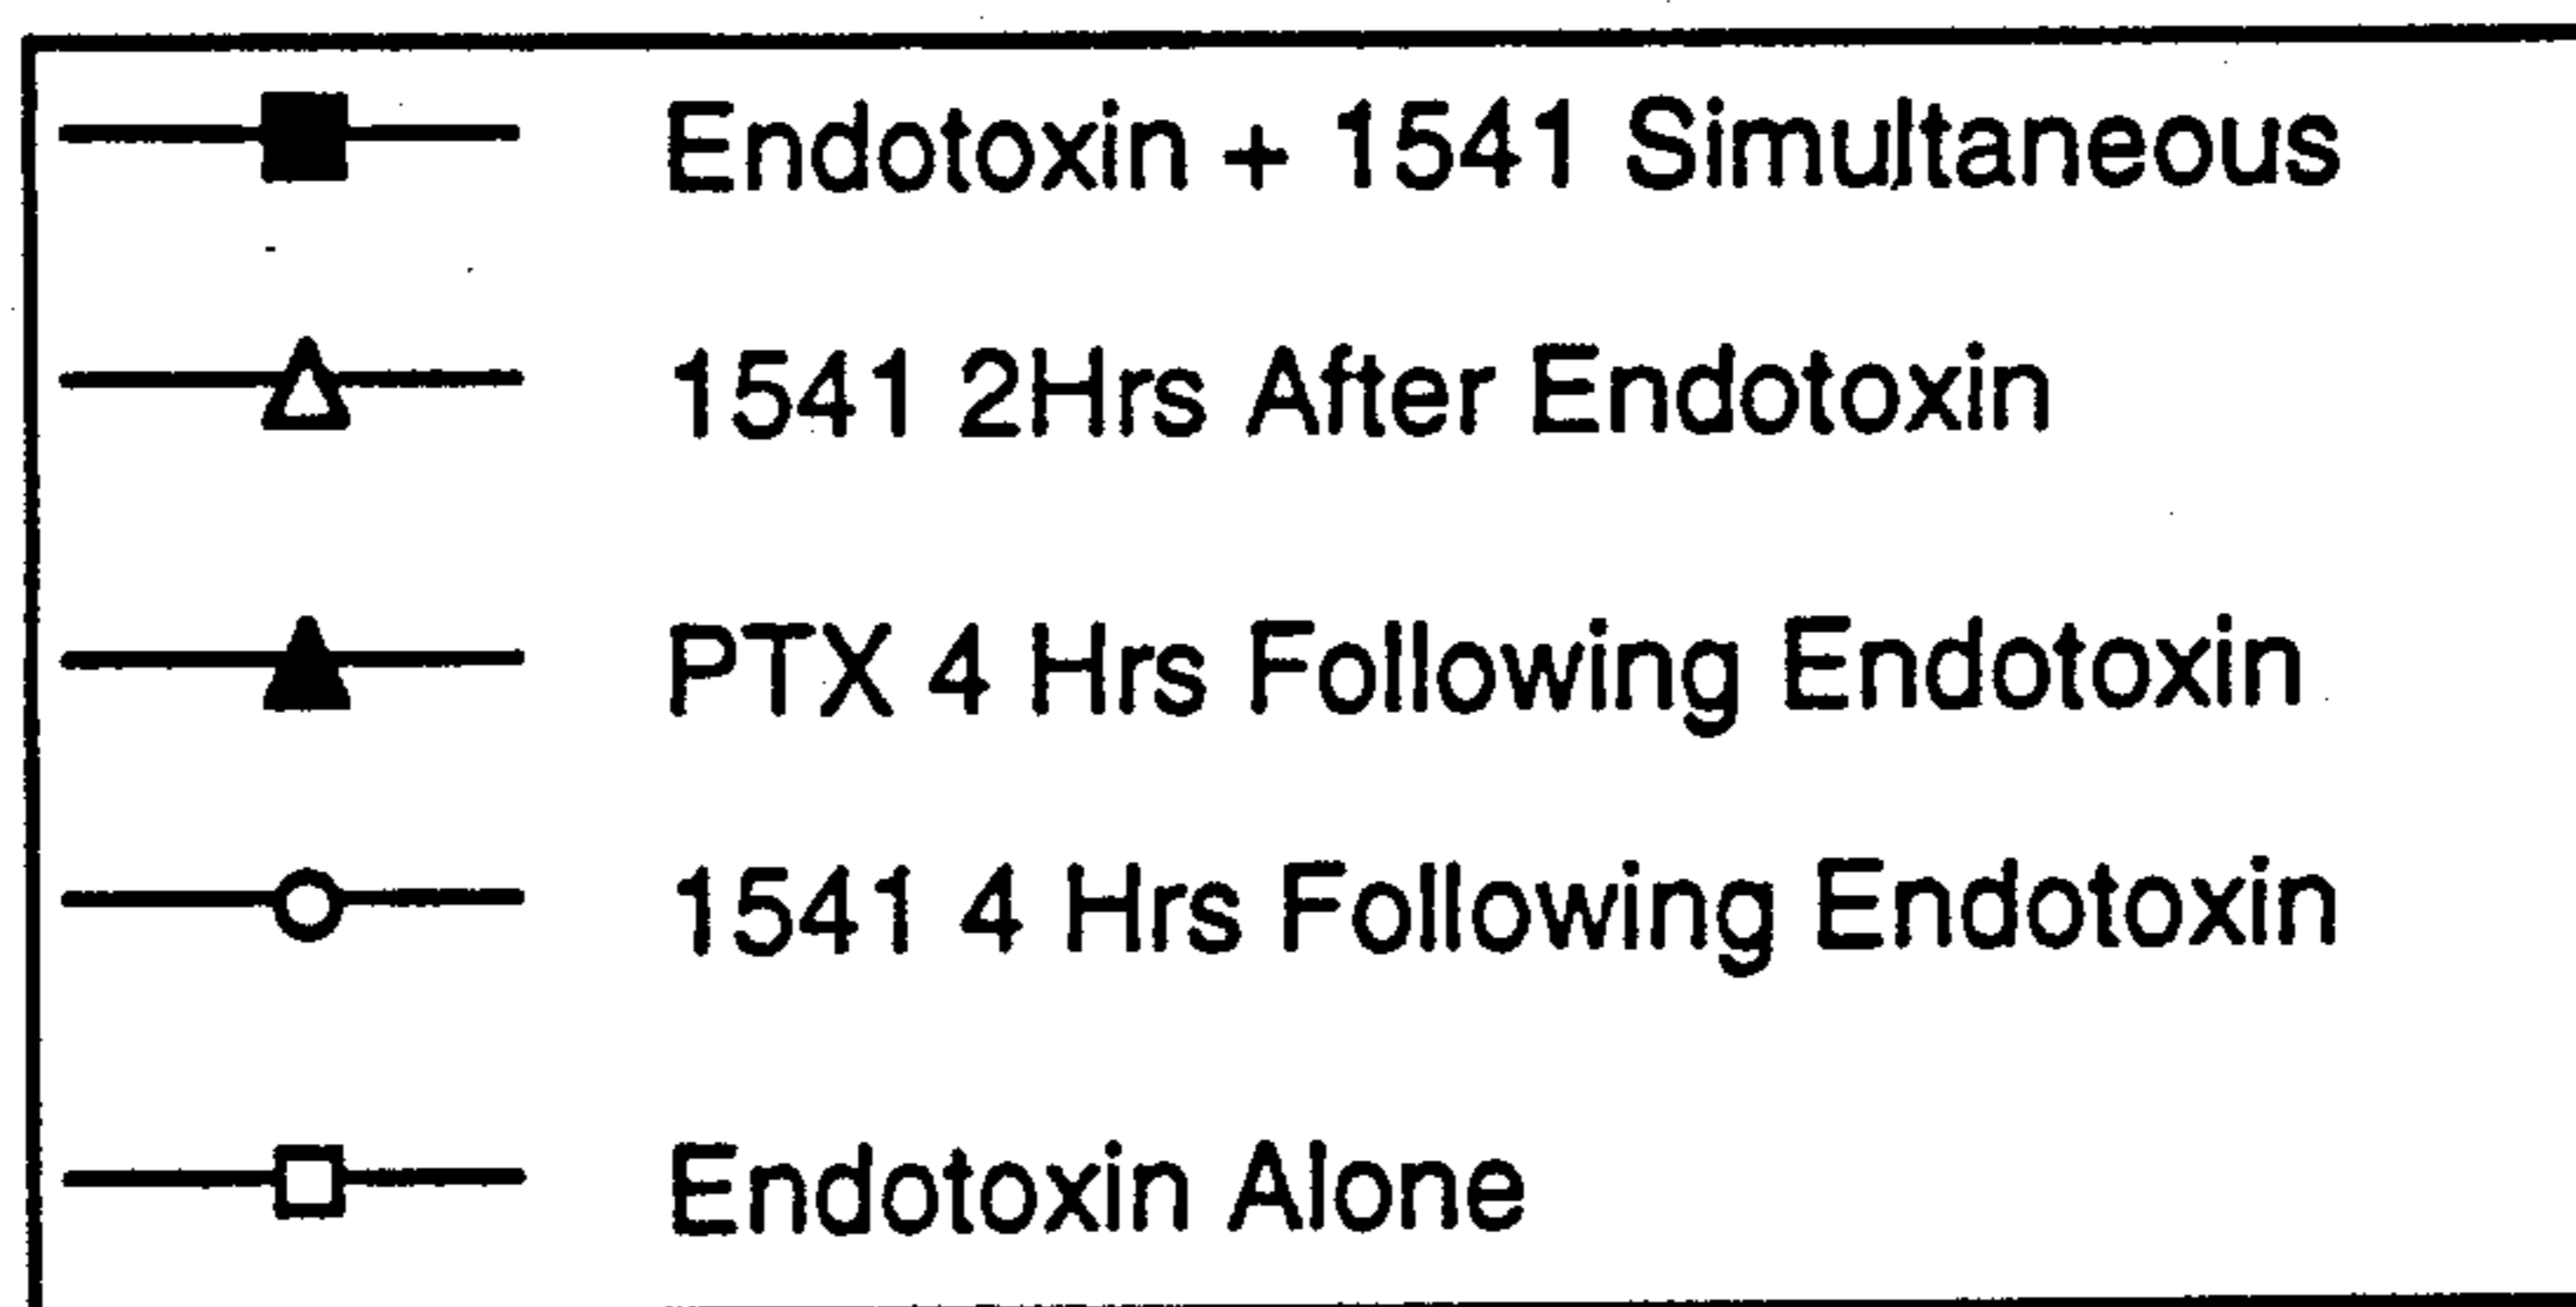 Endotoxin + 1541 Simultaneous
1541 2Hrs After Endotoxin
PTX 4 Hrs Following Endotoxin
1541 4 Hrs Following Endotoxin
Endotoxin Alone